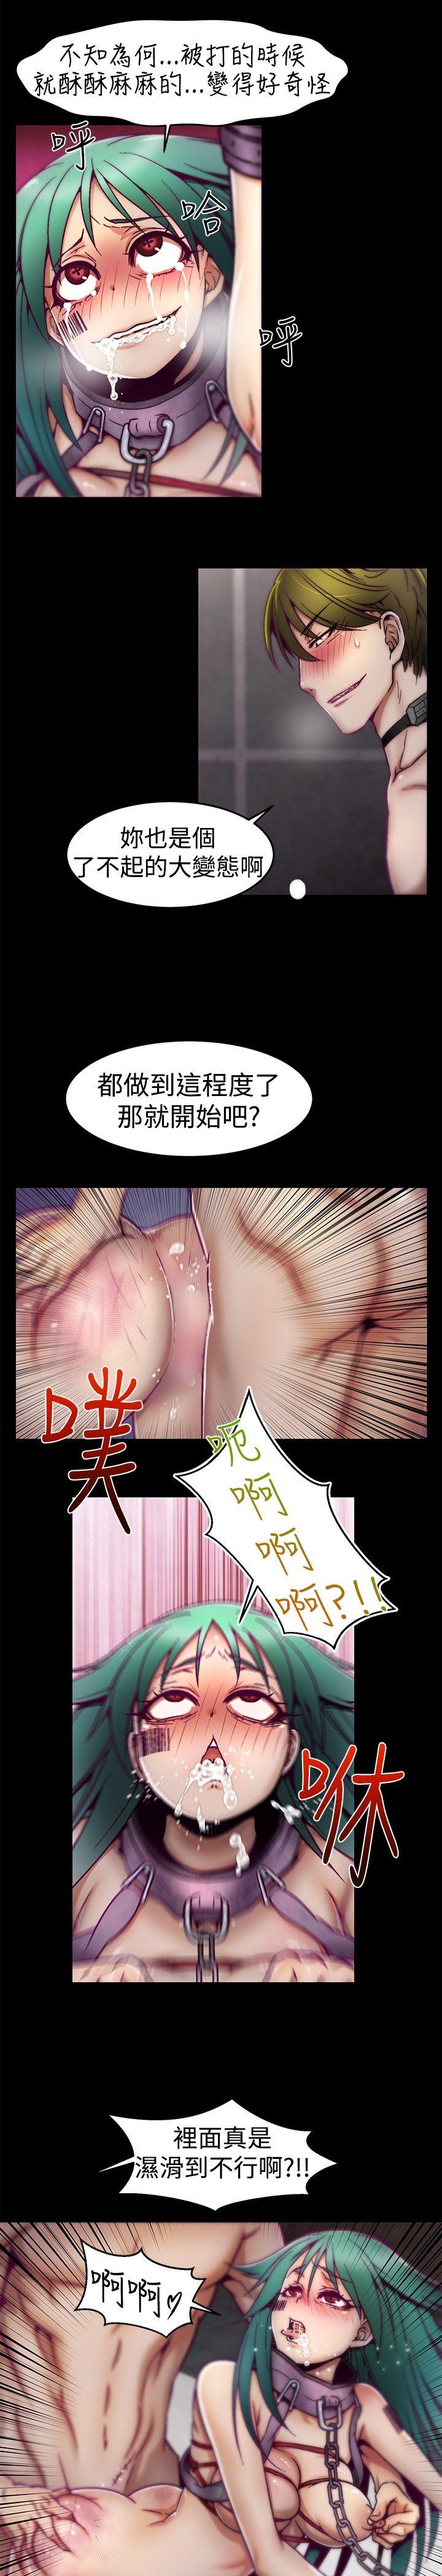 不知為何...被打的時候
就酥酥麻麻的...變得好奇怪
呼
哈
呼
妳也是個
了不起的大變態啊
都做到這程度了
那就開始吧?
噗
呃
啊
啊
啊?!!
咻
裡面真是
濕滑到不行啊?!!
啊啊♡